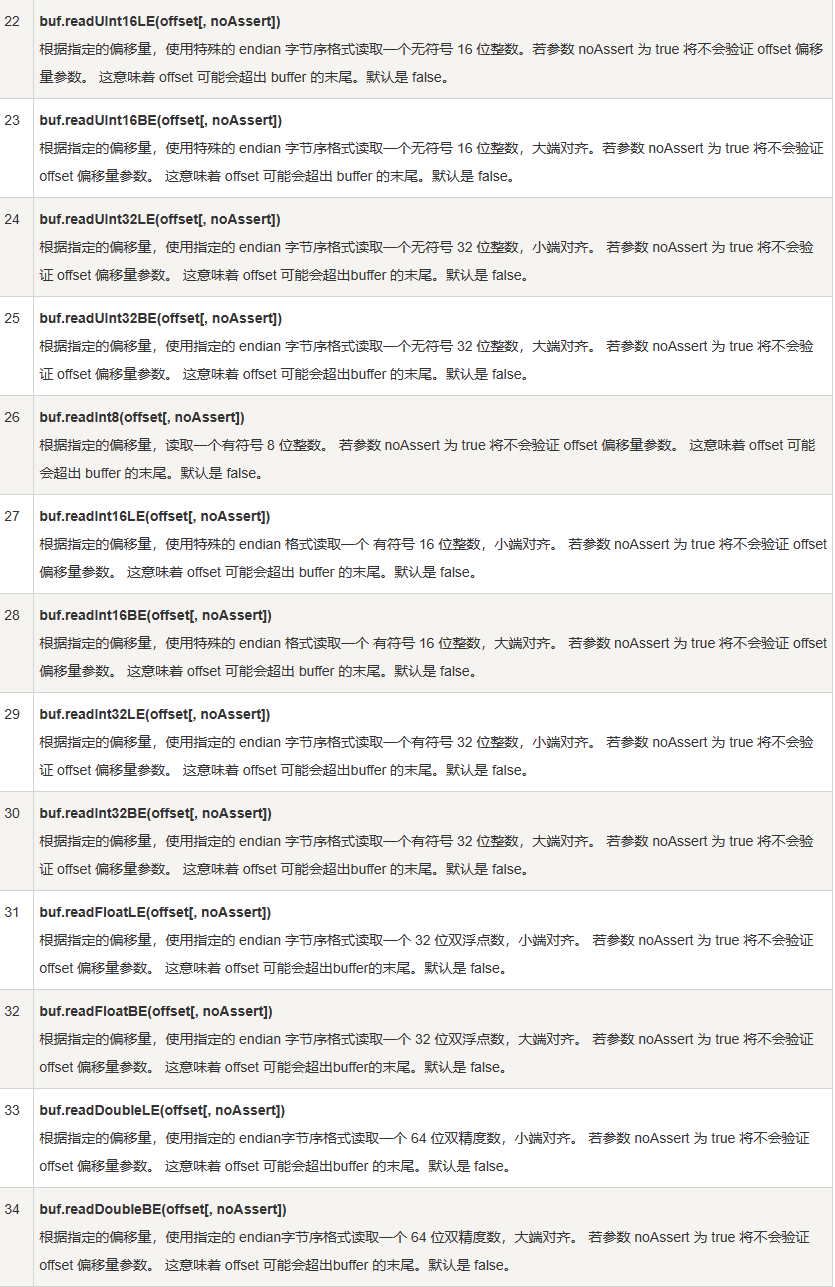 22 buf.readUInt16LE(offset[, noAssert])
根据指定的偏移量，使用特殊的 endian 字节序格式读取一个无符号 16 位整数。若参数 noAssert 为 true 将不会验证 offset 偏移
量参数。 这意味着 offset 可能会超出 buffer 的末尾。默认是 false。
23 buf.readUInt16BE(offset[, noAssert])
根据指定的偏移量，使用特殊的 endian 字节序格式读取一个无符号 16 位整数，大端对齐。若参数 noAssert 为 true 将不会验证
offset 偏移量参数。 这意味着 offset 可能会超出 buffer 的末尾。默认是 false。
24 buf.readUInt32LE(offset[, noAssert])
根据指定的偏移量，使用指定的 endian 字节序格式读取一个无符号 32 位整数，小端对齐。 若参数 noAssert 为 true 将不会验
证 offset 偏移量参数。 这意味着 offset 可能会超出buffer 的末尾。默认是 false。
25 buf.readUInt32BE(offset[, noAssert])
根据指定的偏移量，使用指定的 endian 字节序格式读取一个无符号 32 位整数，大端对齐。 若参数 noAssert 为 true 将不会验
证 offset 偏移量参数。 这意味着 offset 可能会超出buffer 的末尾。默认是 false。
26 buf.readInt8(offset[, noAssert])
根据指定的偏移量，读取一个有符号 8 位整数。 若参数 noAssert 为 true 将不会验证 offset 偏移量参数。 这意味着 offset 可能
会超出 buffer 的末尾。默认是 false。
27 buf.readInt16LE(offset[, noAssert])
根据指定的偏移量，使用特殊的 endian 格式读取一个 有符号 16 位整数，小端对齐。 若参数 noAssert 为 true 将不会验证 offset
偏移量参数。 这意味着 offset 可能会超出 buffer 的末尾。默认是 false。
28 buf.readInt16BE(offset[, noAssert])
根据指定的偏移量，使用特殊的 endian 格式读取一个 有符号 16 位整数，大端对齐。 若参数 noAssert 为 true 将不会验证 offset
偏移量参数。 这意味着 offset 可能会超出 buffer 的末尾。默认是 false。
29 buf.readInt32LE(offset[, noAssert])
根据指定的偏移量，使用指定的 endian 字节序格式读取一个有符号 32 位整数，小端对齐。 若参数 noAssert 为 true 将不会验
证 offset 偏移量参数。 这意味着 offset 可能会超出buffer 的末尾。默认是 false。
30 buf.readInt32BE(offset[, noAssert])
根据指定的偏移量，使用指定的 endian 字节序格式读取一个有符号 32 位整数，大端对齐。 若参数 noAssert 为 true 将不会验
证 offset 偏移量参数。 这意味着 offset 可能会超出buffer 的末尾。默认是 false。
31 buf.readFloatLE(offset[, noAssert])
根据指定的偏移量，使用指定的 endian 字节序格式读取一个 32 位双浮点数，小端对齐。 若参数 noAssert 为 true 将不会验证
offset 偏移量参数。 这意味着 offset 可能会超出buffer的末尾。默认是 false。
32 buf.readFloatBE(offset[, noAssert])
根据指定的偏移量，使用指定的 endian 字节序格式读取一个 32 位双浮点数，大端对齐。 若参数 noAssert 为 true 将不会验证
offset 偏移量参数。 这意味着 offset 可能会超出buffer的末尾。默认是 false。
33 buf.readDoubleLE(offset[, noAssert])
根据指定的偏移量，使用指定的 endian字节序格式读取一个 64 位双精度数，小端对齐。 若参数 noAssert 为 true 将不会验证
offset 偏移量参数。 这意味着 offset 可能会超出buffer 的末尾。默认是 false。
34 buf.readDoubleBE(offset[, noAssert])
根据指定的偏移量，使用指定的 endian字节序格式读取一个 64 位双精度数，大端对齐。 若参数 noAssert 为 true 将不会验证
offset 偏移量参数。 这意味着 offset 可能会超出buffer 的末尾。默认是 false。